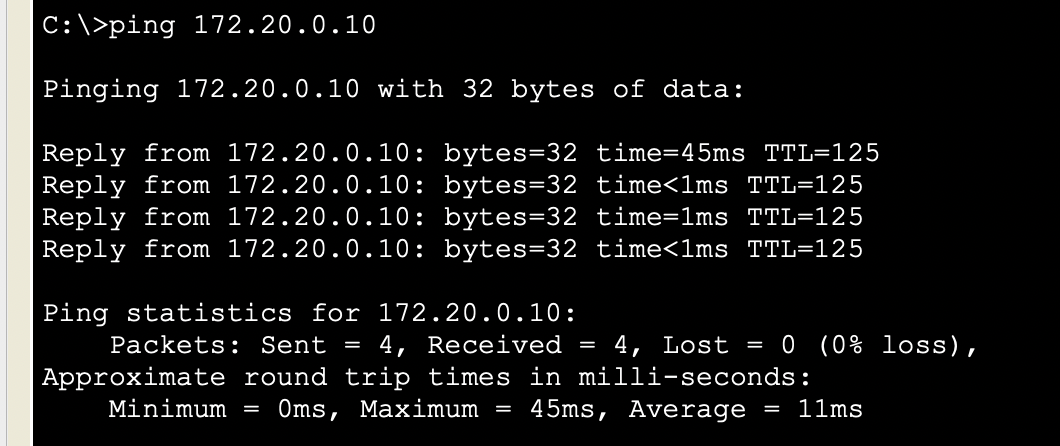 C:\>ping 172.20.0.10
Pinging 172.20.0.10 with 32 bytes of data:
Reply from 172.20.0.10: bytes=32 time=45ms TTL=125
Reply from 172.20.0.10: bytes=32 time<1ms TTL=125
Reply from 172.20.0.10: bytes=32 time=1ms TTL=125
Reply from 172.20.0.10: bytes=32 time<1ms TTL=125
Ping statistics for 172.20.0.10:
    Packets: Sent = 4, Received = 4, Lost = 0 (0% loss),
Approximate round trip times in milli-seconds:
    Minimum = 0ms, Maximum = 45ms, Average = 11ms